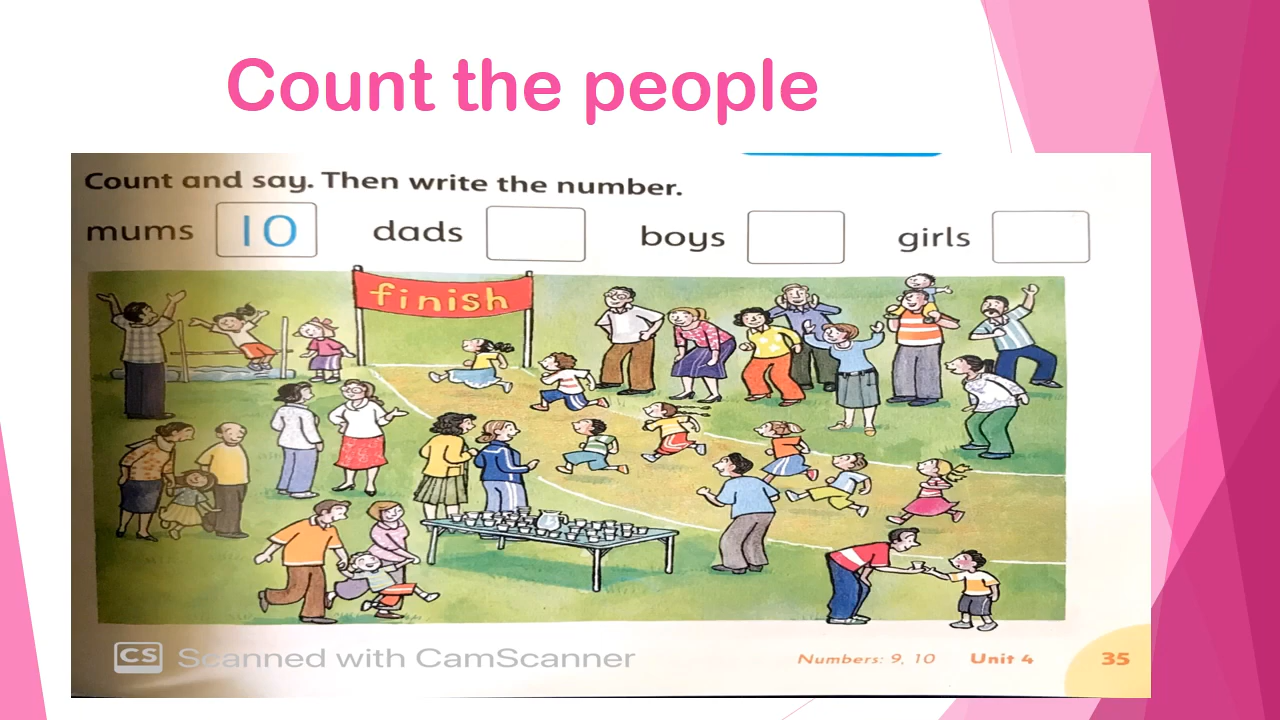 Count the people
Count and say. Then write the number.
mums 10 dads boys girls
finish
CS Scanned with CamScanner
Numbers: 9, 10 Unit 4 35